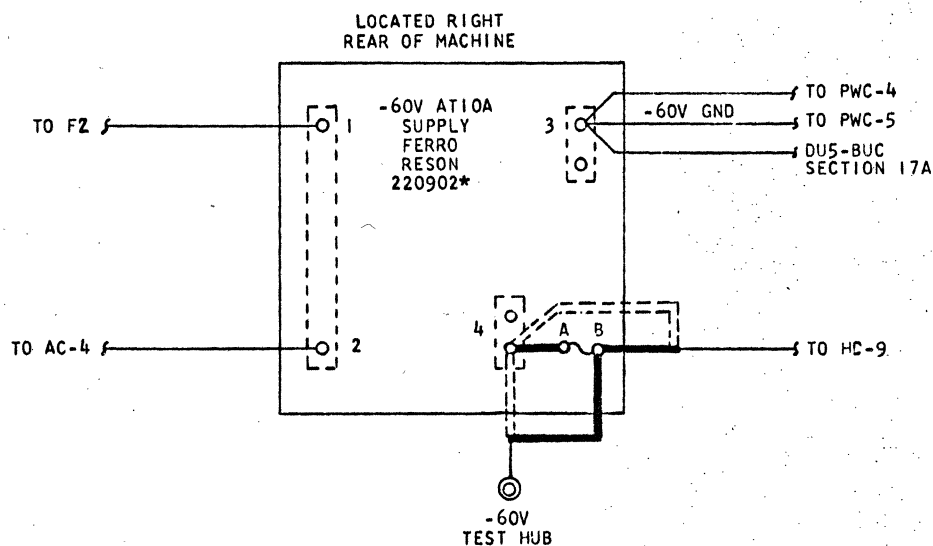 LOCATED RIGHT
REAR OF MACHINE
TO F2
1
-60V AT10A
SUPPLY
FERRO
RESON
220902*
3
-60V GND
TO PWC-4
TO PWC-5
DU5-BUC
SECTION 17A
TO AC-4
2
4
A
B
TO HD-9
-60V
TEST HUB